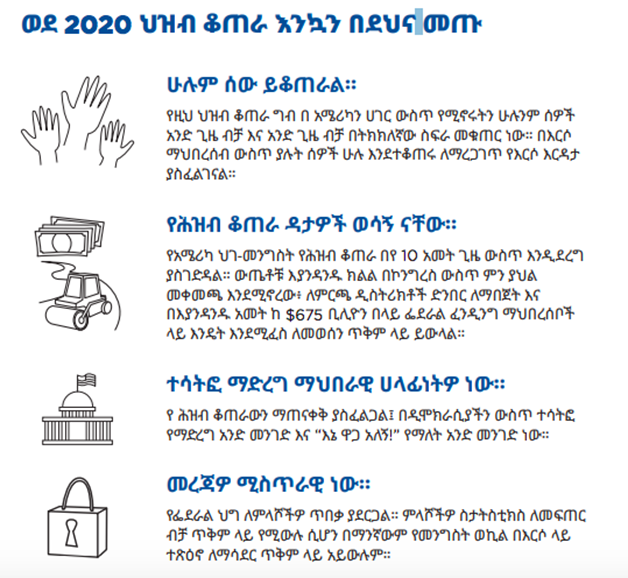 ወደ 2020 ህዝብ ቆጠራ እንኳን በደህና መጡ
ሁሉም ሰው ይቆጠራል።
የዚህ ህዝብ ቆጠራ ግብ በ አሜሪካን ሀገር ውስጥ የሚኖሩትን ሁሉንም ሰዎች
አንድ ጊዜ ብቻ እና አንድ ጊዜ ብቻ በትክክለኛው ስፍራ መቁጠር ነው። በእርሶ
ማህበረሰብ ውስጥ ያሉት ሰዎች ሁሉ እንደተቆጠሩ ለማረጋገጥ የእርሶ እርዳታ
ያስፈልገናል።
የሕዝብ ቆጠራ ዳታዎች ወሳኝ ናቸው።
የአሜሪካ ህገ-መንግስት የሕዝብ ቆጠራ በየ 10 አመት ጊዜ ውስጥ እንዲደረግ
ያስገድዳል። ውጤቶቹ እያንዳንዱ ክልል በኮንግረስ ውስጥ ምን ያህል
መቀመጫ እንደሚኖረው፥ ለምርጫ ዲስትሪክቶች ድንበር ለማበጀት እና
በእያንዳንዱ አመት ከ $675 ቢሊዮን በላይ ፌደራል ፈንዲንግ ማህበረሰቦች
ላይ እንዴት እንደሚፈስ ለመወሰን ጥቅም ላይ ይውላል።
ተሳትፎ ማድረግ ማህበራዊ ሀላፊነትዎ ነው።
የ ሕዝብ ቆጠራውን ማጠናቀቅ ያስፈልጋል፤ በዲሞክራሲያችን ውስጥ ተሳትፎ
የማድረግ አንድ መንገድ እና “እኔ ዋጋ አለኝ!” የማለት አንድ መንገድ ነው።
መረጃዎ ሚስጥራዊ ነው።
የፌደራል ህግ ለምላሾችዎ ጥበቃ ያደርጋል። ምላሾችዎ ስታትስቲክስ ለመፍጠር
ብቻ ጥቅም ላይ የሚውሉ ሲሆን በማንኛውም የመንግስት ወኪል በእርሶ ላይ
ተጽዕኖ ለማሳደር ጥቅም ላይ አይውሉም።